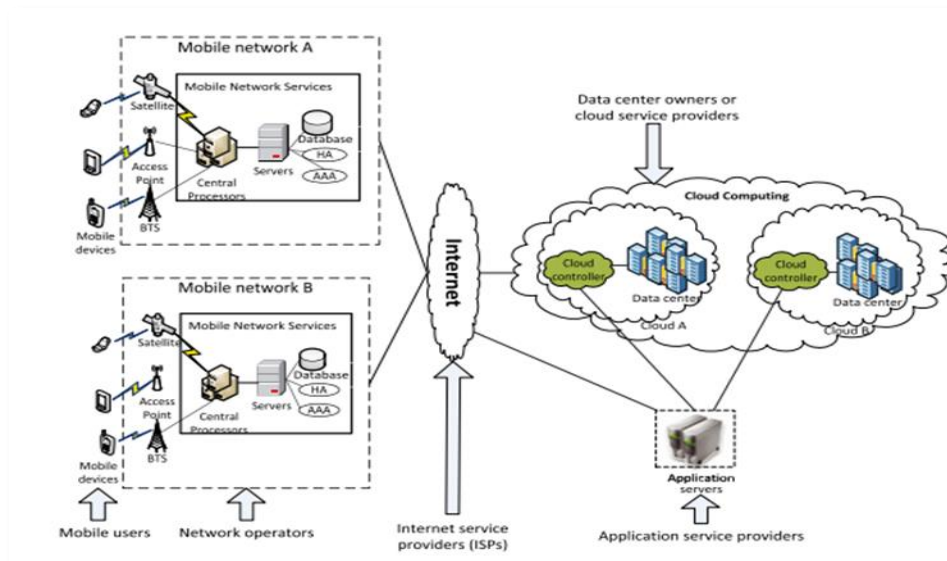 Mobile network A
Mobile Network Services
Satellite
Database
HA
AAA
Servers
Access
Point
Central
Processors
BTS
Mobile
devices
Mobile network B
Mobile Network Services
Satellite
Database
HA
AAA
Servers
Access
Point
Central
Processors
BTS
Mobile
devices
Mobile users
Network operators
Internet
Internet service
providers (ISPs)
Data center owners or
cloud service providers
Cloud Computing
Cloud
controller
Data center
Cloud A
Cloud
controller
Data center
Cloud B
Application
servers
Application service providers